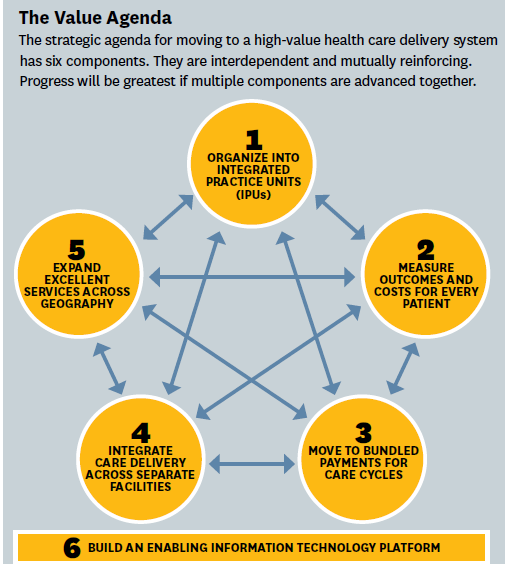 The Value Agenda
The strategic agenda for moving to a high-value health care delivery system
has six components. They are interdependent and mutually reinforcing.
Progress will be greatest if multiple components are advanced together.
1
ORGANIZE INTO
INTEGRATED
PRACTICE UNITS
(IPUs)
2
MEASURE
OUTCOMES AND
COSTS FOR EVERY
PATIENT
3
MOVE TO BUNDLED
PAYMENTS FOR
CARE CYCLES
4
INTEGRATE
CARE DELIVERY
ACROSS SEPARATE
FACILITIES
5
EXPAND
EXCELLENT
SERVICES ACROSS
GEOGRAPHY
6 BUILD AN ENABLING INFORMATION TECHNOLOGY PLATFORM